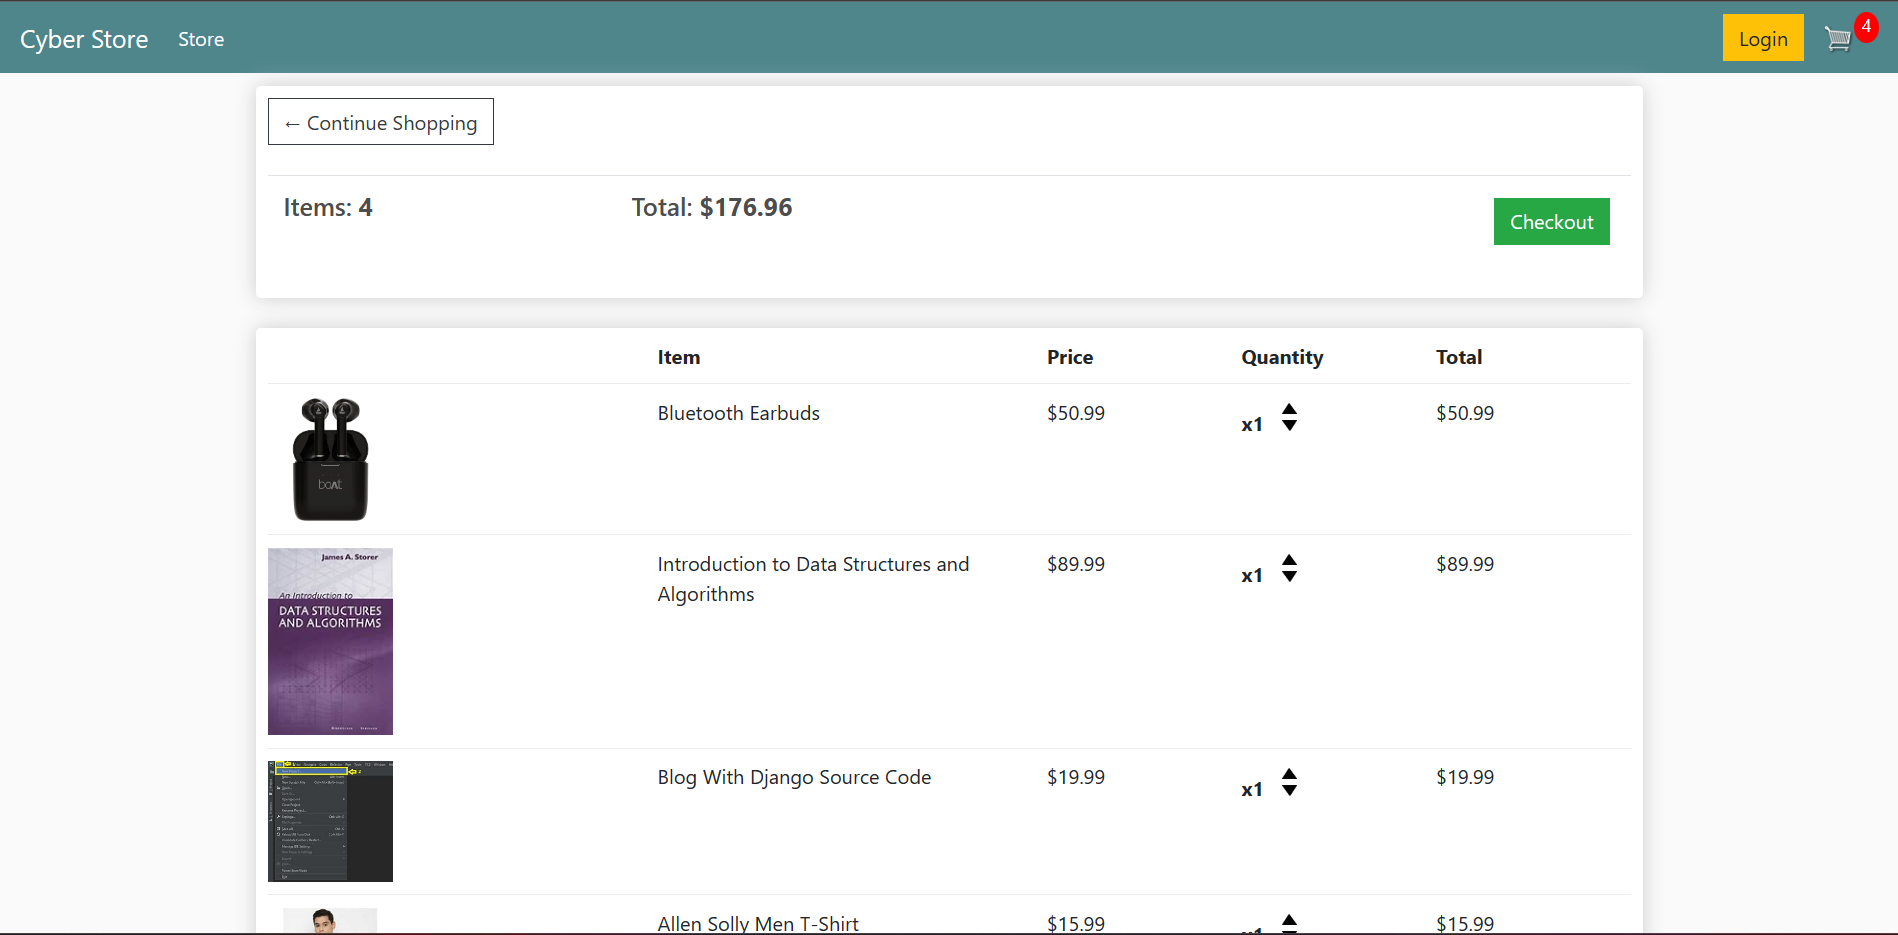 Cyber Store Store Login 4
← Continue Shopping
Items: 4 Total: $176.96 Checkout
Item Price Quantity Total
Bluetooth Earbuds $50.99 x1 $50.99
boAt
James A. Storer
An Introduction to
DATA STRUCTURES
AND ALGORITHMS
Introduction to Data Structures and
Algorithms
$89.99 x1 $89.99
Blog With Django Source Code $19.99 x1 $19.99
Allen Solly Men T-Shirt $15.99 x1 $15.99